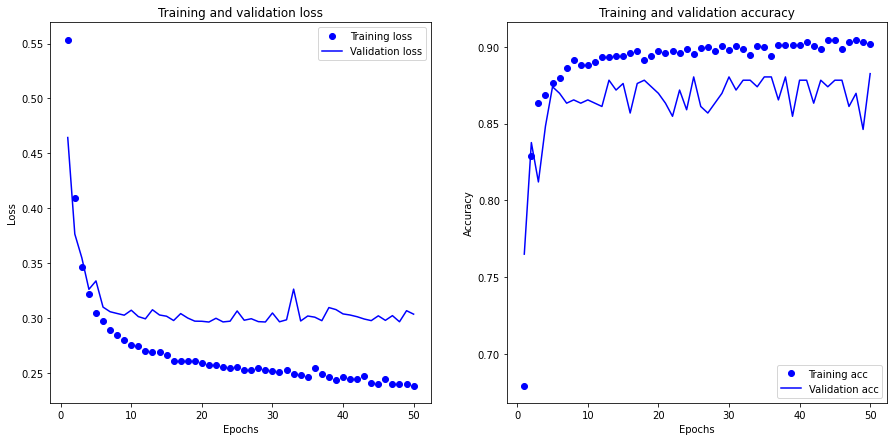 Training and validation loss
Training loss
Validation loss
0.55
0.50
0.45
0.40
0.35
0.30
0.25
Loss
0
10
20
30
40
50
Epochs
Training and validation accuracy
0.90
0.85
0.80
0.75
0.70
Accuracy
Training acc
Validation acc
0
10
20
30
40
50
Epochs